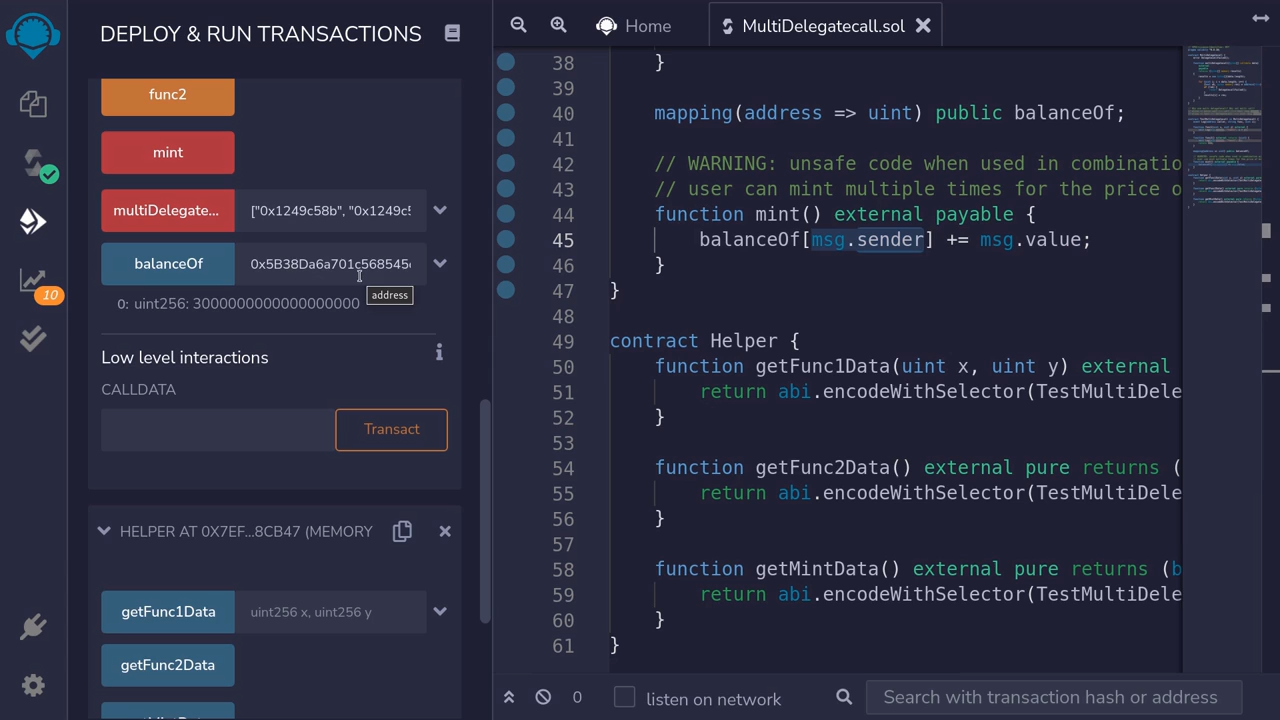 DEPLOY & RUN TRANSACTIONS
func2
mint
multiDelegate... ["0x1249c58b", "0x1249c5
balanceOf 0x5B38Da6a701c568545
address
0: uint256: 3000000000000000000
Low level interactions
CALLDATA
Transact
HELPER AT 0X7EF...8CB47 (MEMORY
getFunc1Data uint256 x, uint256 y
getFunc2Data
10
Home
MultiDelegatecall.sol
38 }
39
40 mapping(address => uint) public balanceOf;
41
42 // WARNING: unsafe code when used in combinatio
43 // user can mint multiple times for the price o
44 function mint() external payable {
45 balanceOf[msg.sender] += msg.value;
46 }
47 }
48
49 contract Helper {
50 function getFunc1Data(uint x, uint y) external
51 return abi.encodeWithSelector(TestMultiDele
52 }
53
54 function getFunc2Data() external pure returns (
55 return abi.encodeWithSelector(TestMultiDele
56 }
57
58 function getMintData() external pure returns (b
59 return abi.encodeWithSelector(TestMultiDele
60 }
61 }
0 listen on network Search with transaction hash or address